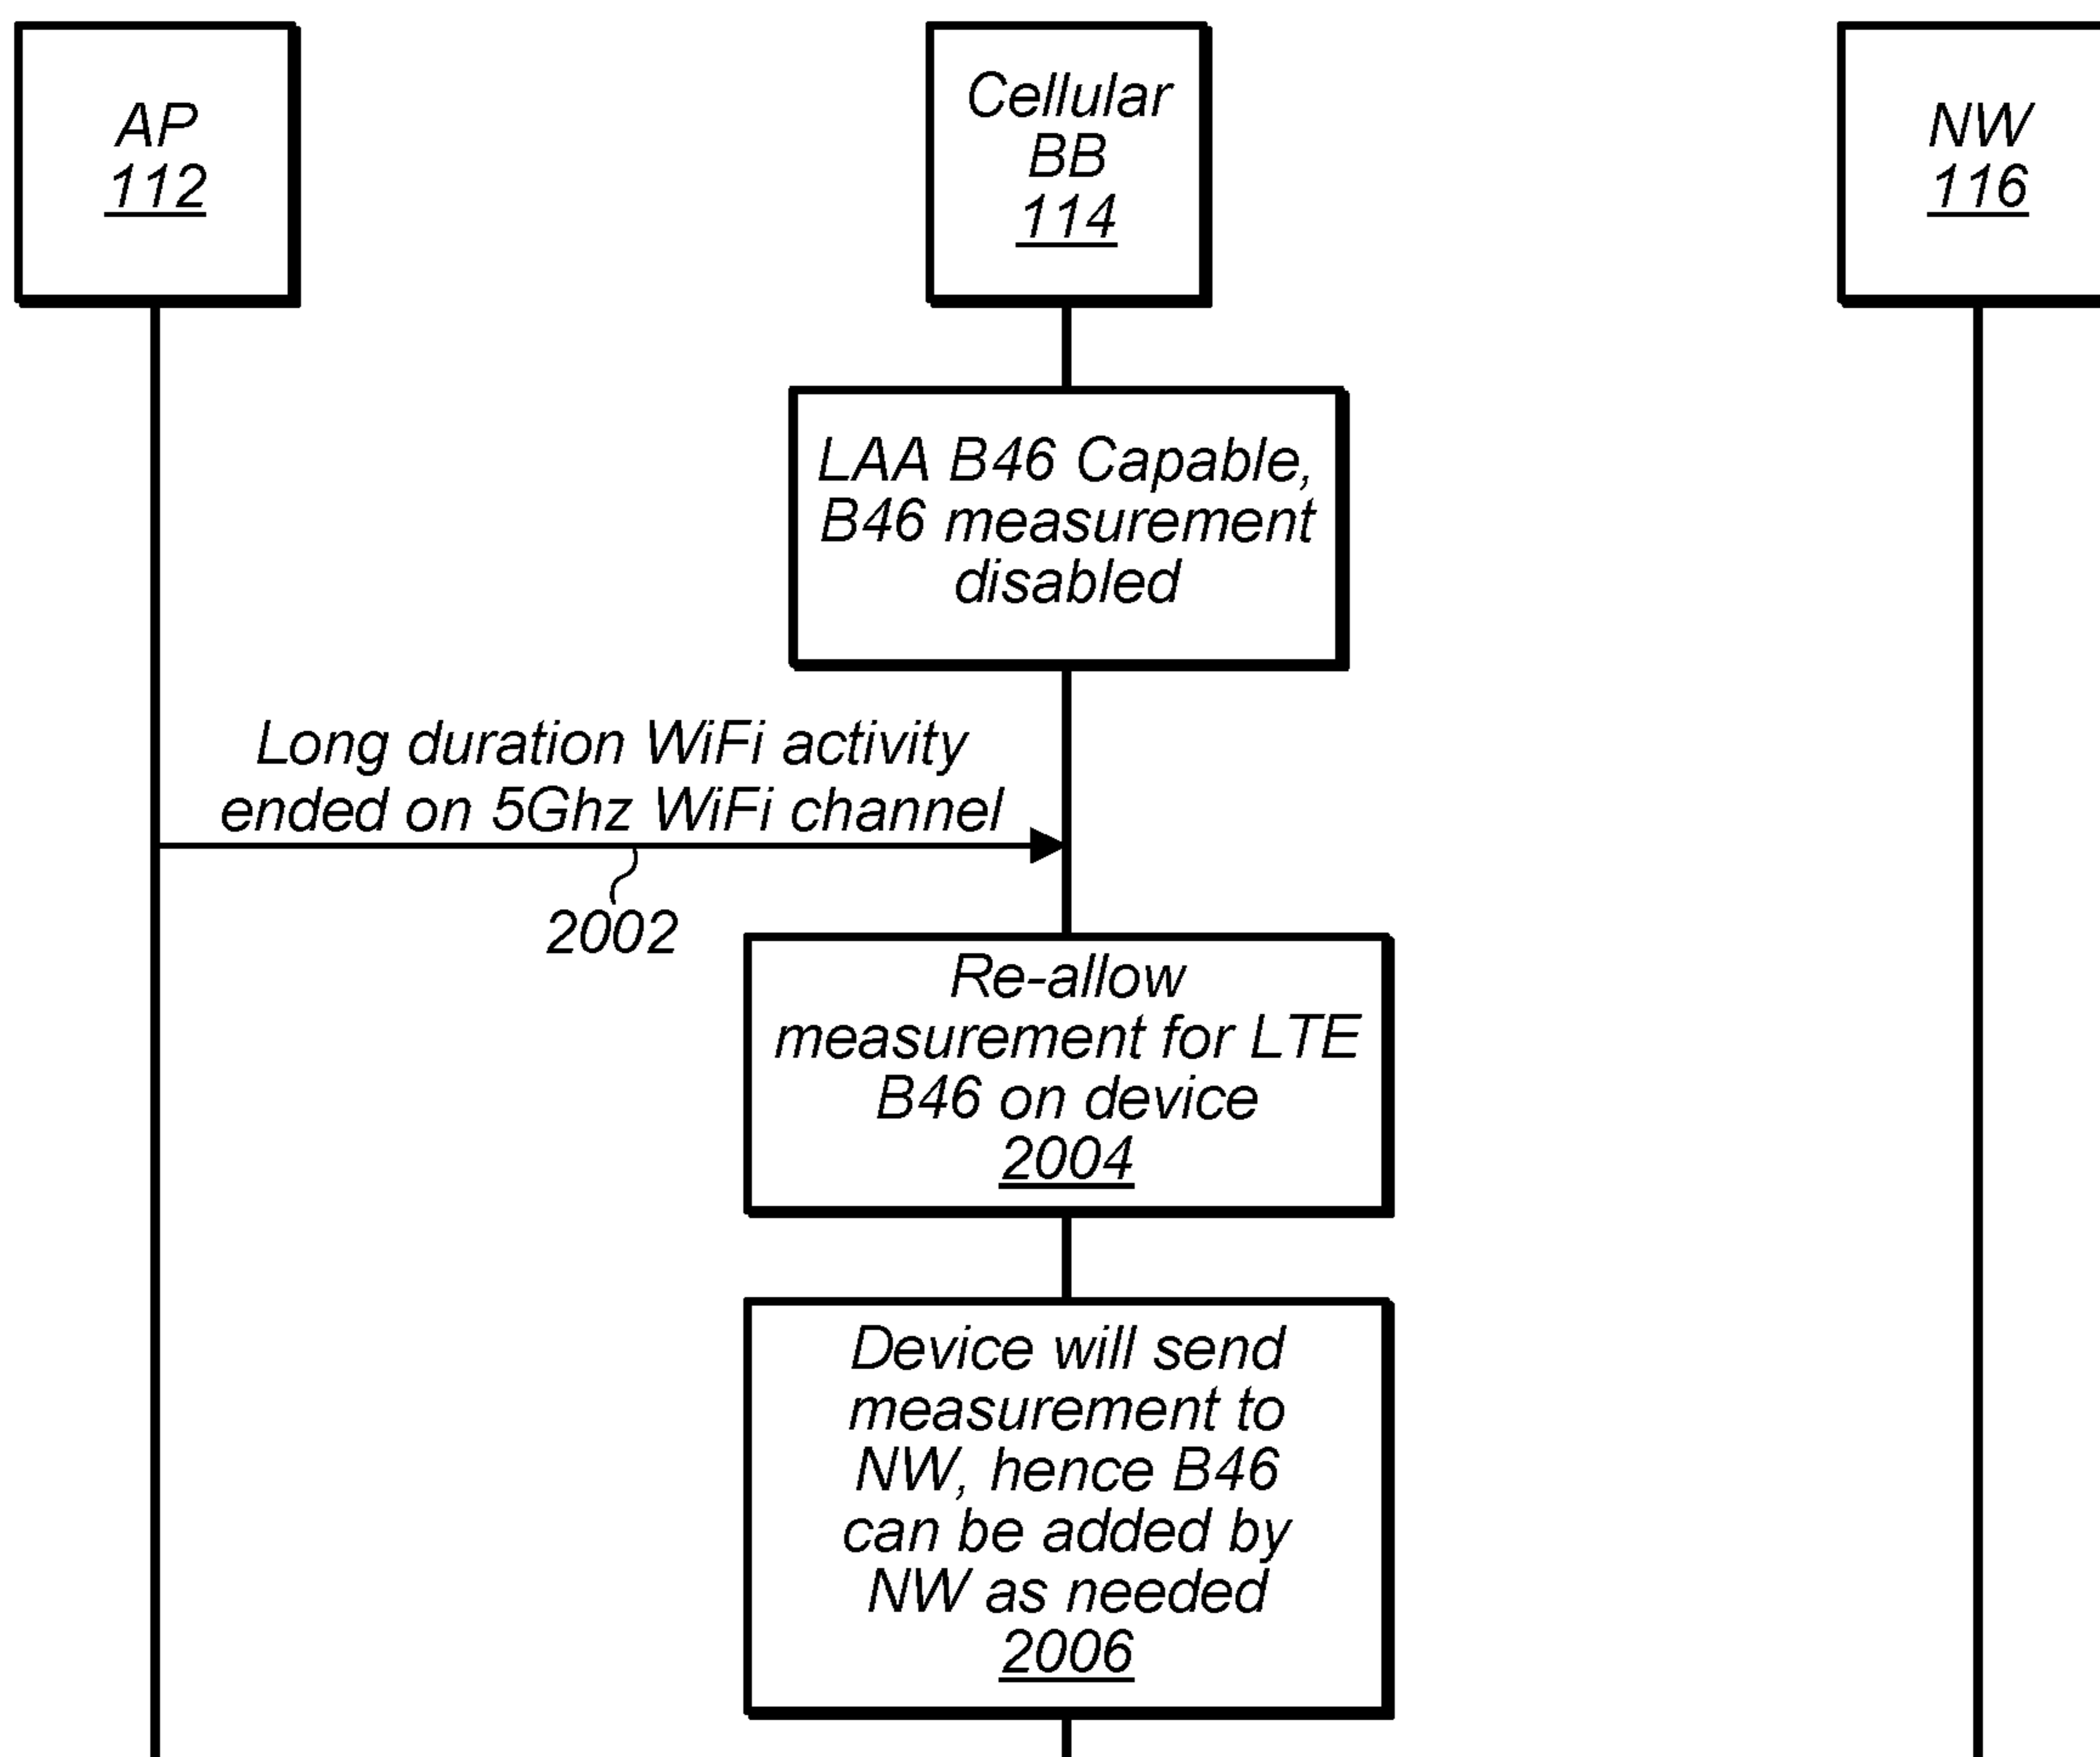 AP
112
Cellular
BB
114
NW
116
LAA B46 Capable,
B46 measurement
disabled
Long duration WiFi activity
ended on 5Ghz WiFi channel
2002
Re-allow
measurement for LTE
B46 on device
2004
Device will send
measurement to
NW, hence B46
can be added by
NW as needed
2006